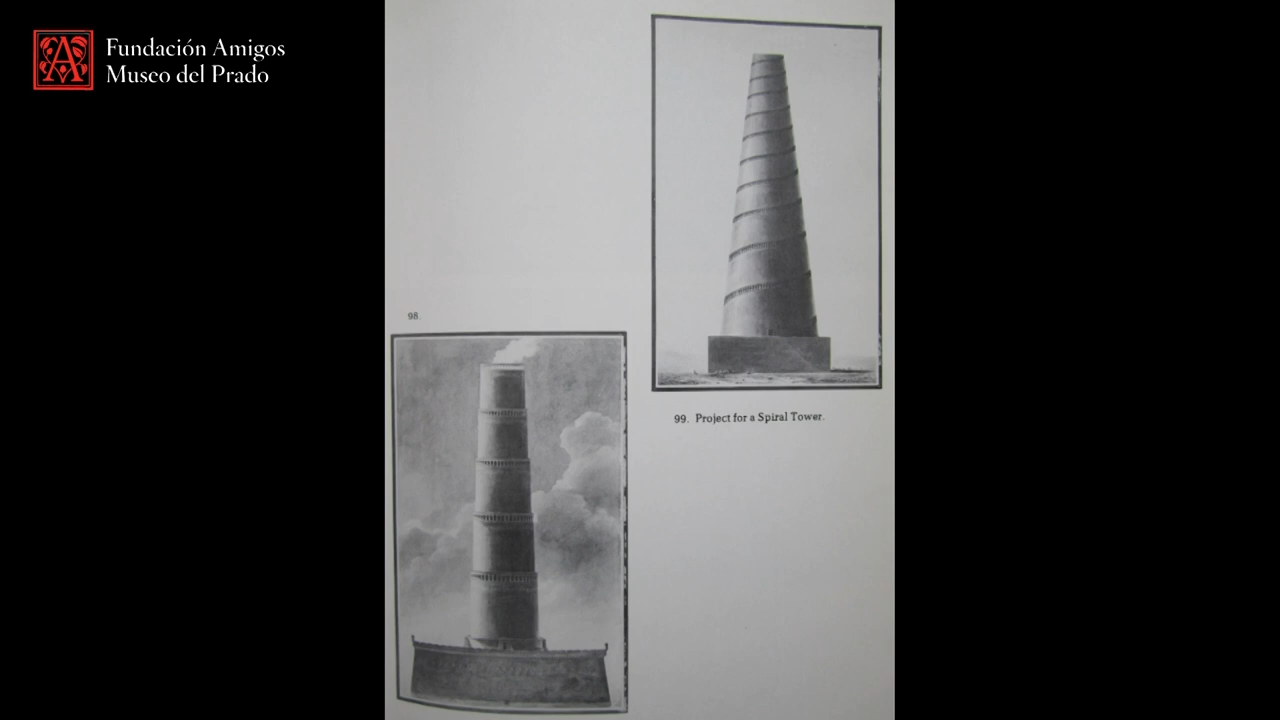 Fundación Amigos
Museo del Prado
98.
99. Project for a Spiral Tower.